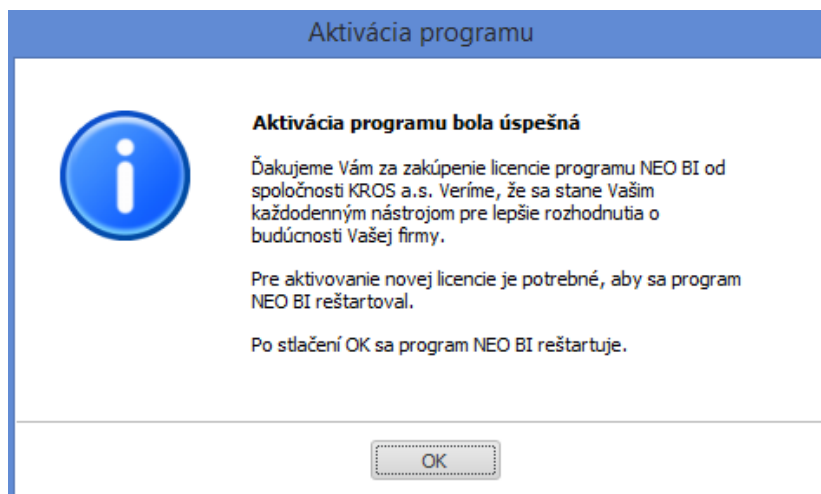 Aktivácia programu
Aktivácia programu bola úspešná
Ďakujeme Vám za zakúpenie licencie programu NEO BI od
spoločnosti KROS a.s. Veríme, že sa stane Vašim
každodenným nástrojom pre lepšie rozhodnutia o
budúcnosti Vašej firmy.
Pre aktivovanie novej licencie je potrebné, aby sa program
NEO BI reštartoval.
Po stlačení OK sa program NEO BI reštartuje.
OK